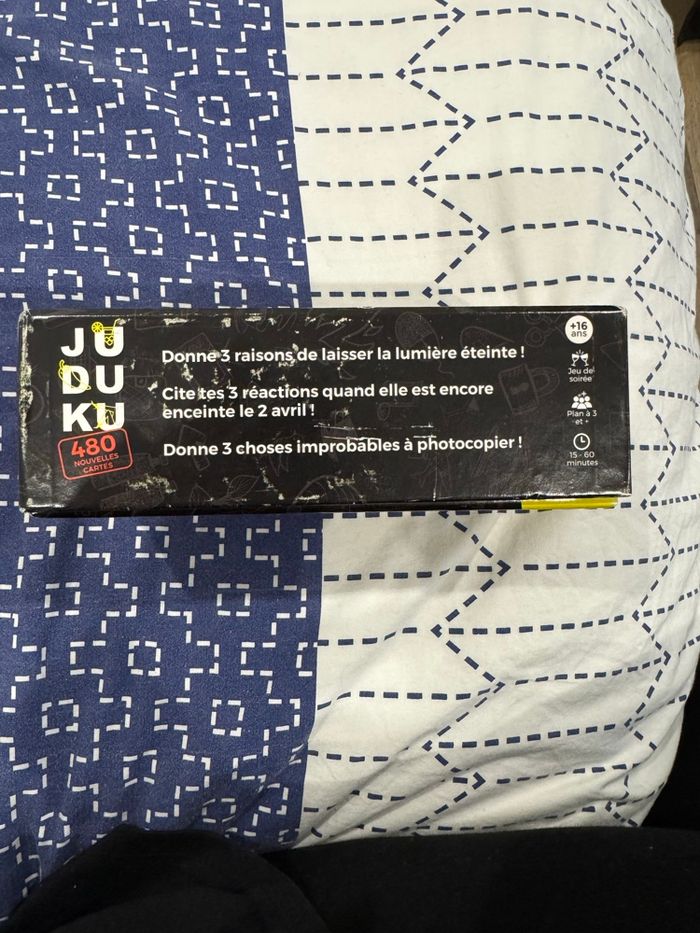 JU
DU
KU
480
NOUVELLES
CARTES
Donne 3 raisons de laisser la lumière éteinte !
Cite tes 3 réactions quand elle est encore
enceinte le 2 avril !
Donne 3 choses improbables à photocopier !
+16
ans
Jeu de
soirée
Plan à 3
et +
15 - 60
minutes